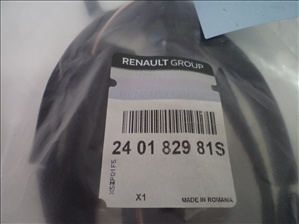 RENAULT GROUP
24 01 829 81S
X1
MADE IN ROMANIA